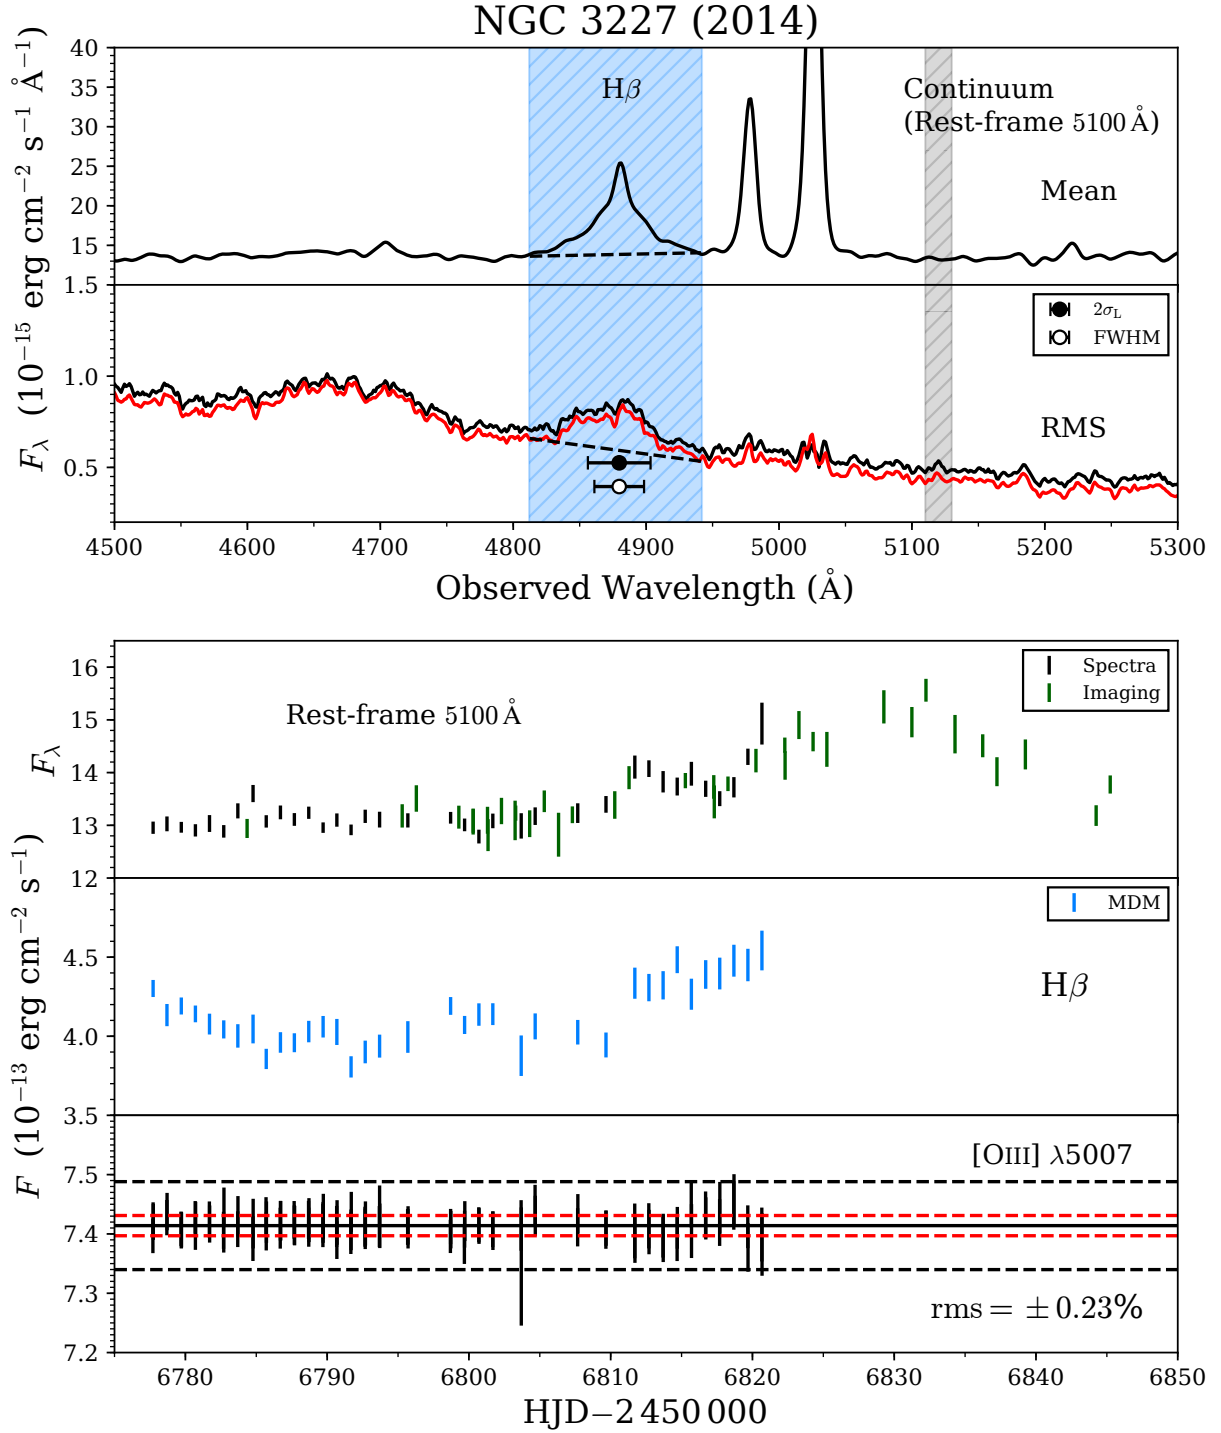 NGC 3227 (2014)
F_λ (10⁻¹⁵ erg cm⁻² s⁻¹ Å⁻¹)
40
35
30
25
20
15
Hβ
Continuum
(Rest-frame 5100 Å)
Mean
1.5
1.0
0.5
2σ_L
FWHM
RMS
4500 4600 4700 4800 4900 5000 5100 5200 5300
Observed Wavelength (Å)
F_λ
16
15
14
13
12
Rest-frame 5100 Å
Spectra
Imaging
F (10⁻¹³ erg cm⁻² s⁻¹)
4.5
4.0
3.5
MDM
Hβ
7.5
7.4
7.3
7.2
[OIII] λ5007
rms = ±0.23%
6780 6790 6800 6810 6820 6830 6840 6850
HJD−2 450 000